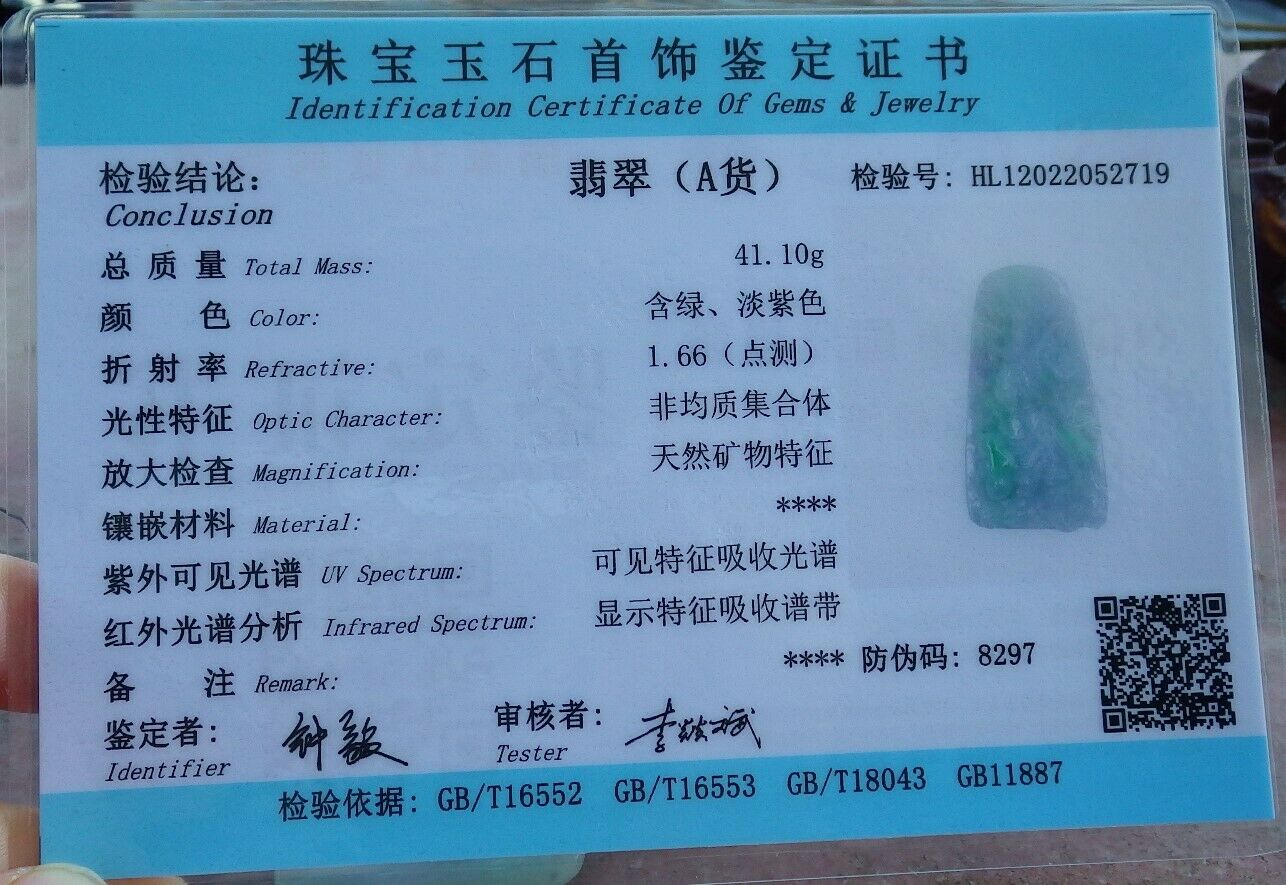 珠宝玉石首饰鉴定证书
Identification Certificate Of Gems & Jewelry
检验结论： 翡翠（A货） 检验号: HL12022052719
Conclusion
总质量 Total Mass: 41.10g
颜色 Color: 含绿、淡紫色
折射率 Refractive: 1.66（点测）
光性特征 Optic Character: 非均质集合体
放大检查 Magnification: 天然矿物特征
镶嵌材料 Material: ****
紫外可见光谱 UV Spectrum: 可见特征吸收光谱
红外光谱分析 Infrared Spectrum: 显示特征吸收谱带
备注 Remark: **** 防伪码: 8297
鉴定者: 钟毅 审核者:
Identifier Tester
检验依据: GB/T16552 GB/T16553 GB/T18043 GB11887